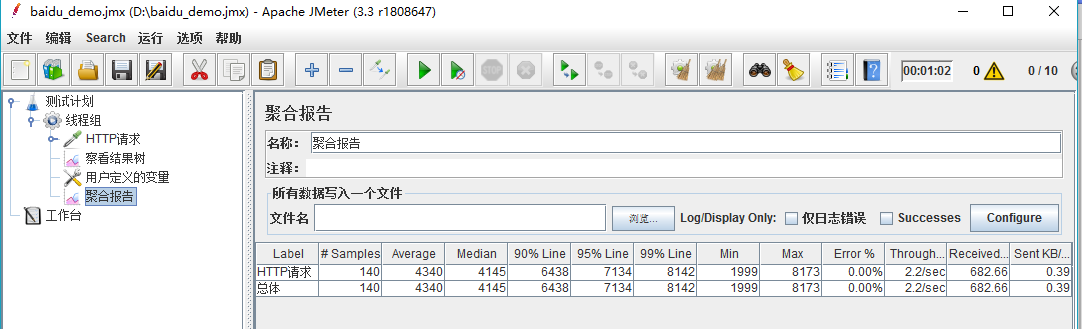 baidu_demo.jmx (D:\baidu_demo.jmx) - Apache JMeter (3.3 r1808647)
文件 编辑 Search 运行 选项 帮助
00:01:02 0 0 / 10
测试计划
线程组
HTTP请求
察看结果树
用户定义的变量
聚合报告
工作台
聚合报告
名称: 聚合报告
注释:
所有数据写入一个文件
文件名 浏览... Log/Display Only: 仅日志错误 Successes Configure
Label # Samples Average Median 90% Line 95% Line 99% Line Min Max Error % Through... Received... Sent KB/...
HTTP请求 140 4340 4145 6438 7134 8142 1999 8173 0.00% 2.2/sec 682.66 0.39
总体 140 4340 4145 6438 7134 8142 1999 8173 0.00% 2.2/sec 682.66 0.39